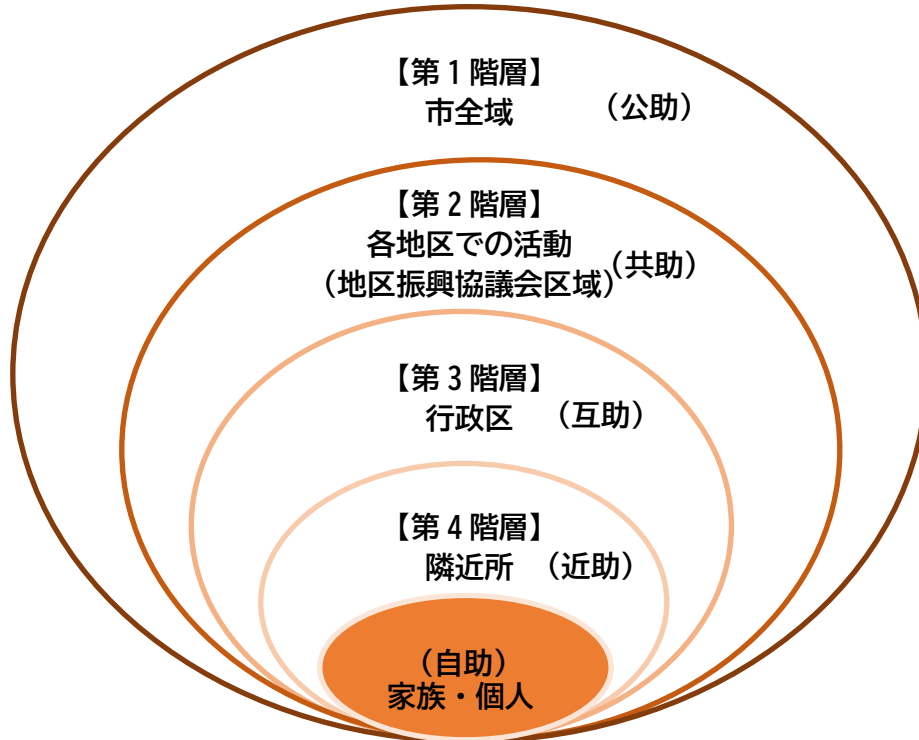 【第1階層】
市全域　(公助)
【第2階層】
各地区での活動
(地区振興協議会区域)(共助)
【第3階層】
行政区　(互助)
【第4階層】
隣近所　(近助)
(自助)
家族・個人